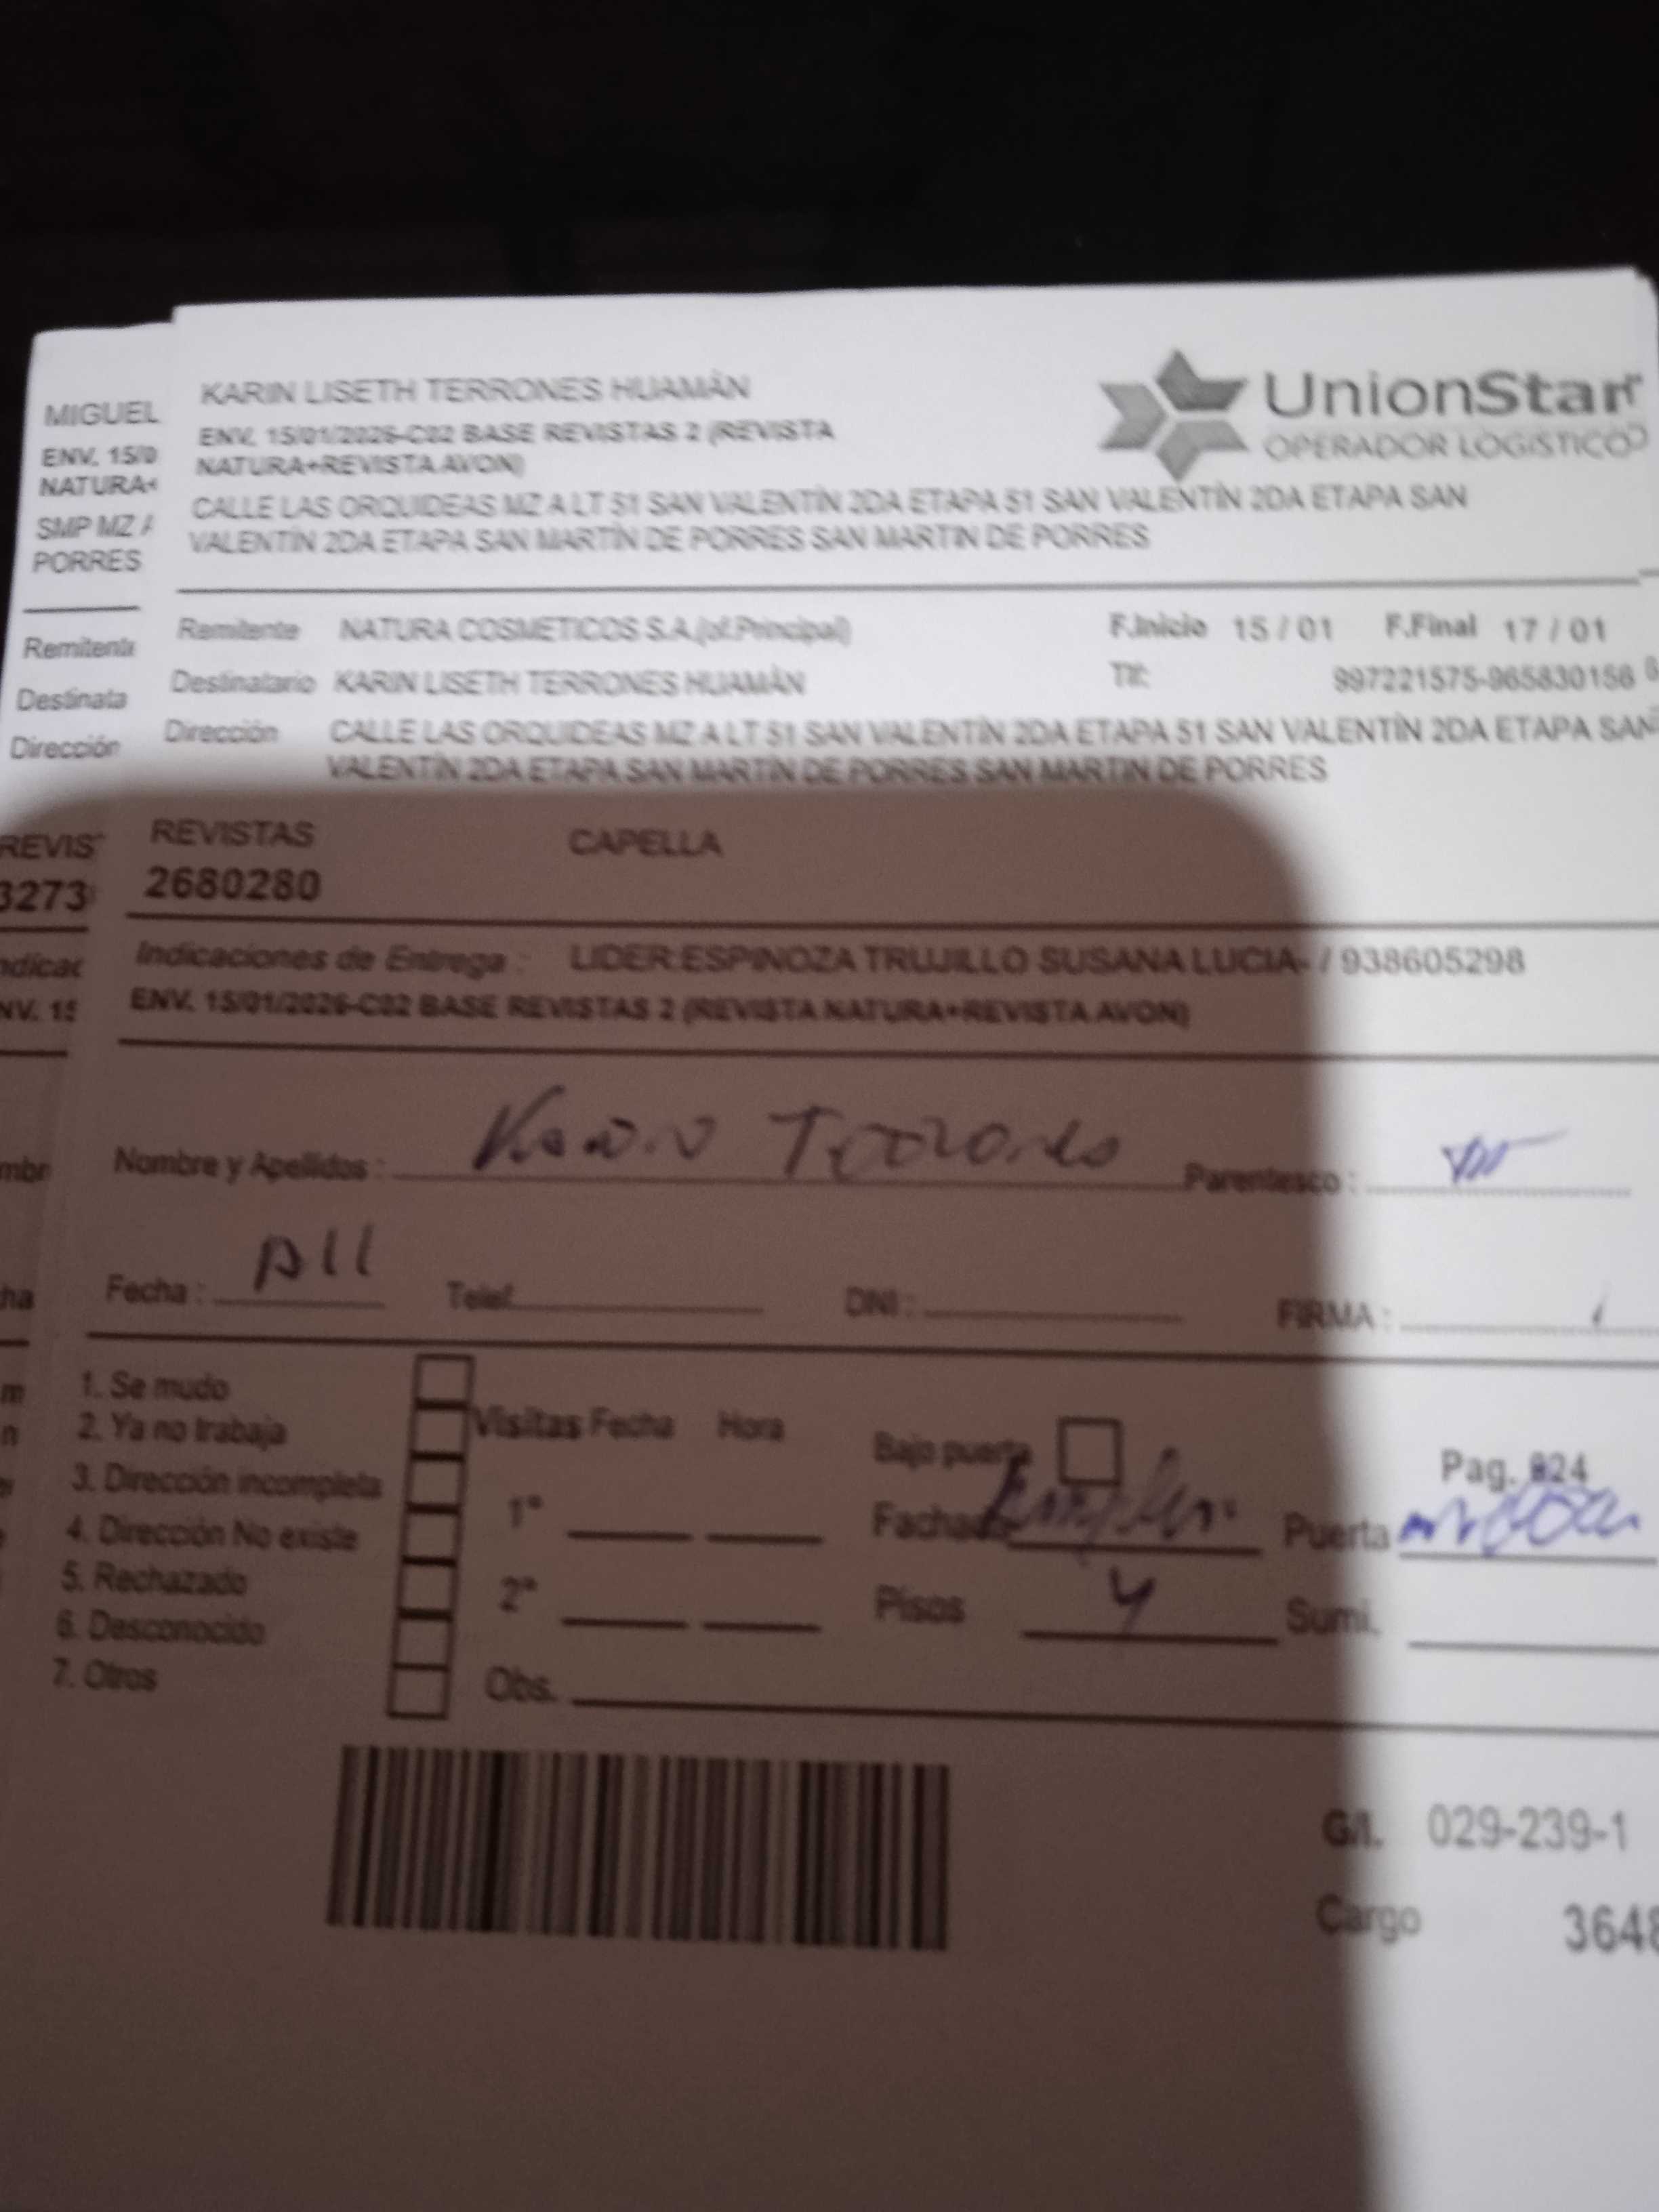 KARIN LISETH TERRONES HUAMÁN
ENV. 15/01/2026-C02 BASE REVISTAS 2 (REVISTA
NATURA+REVISTA AVON)
CALLE LAS ORQUIDEAS MZ A LT 51 SAN VALENTÍN 2DA ETAPA 51 SAN VALENTÍN 2DA ETAPA SAN
VALENTÍN 2DA ETAPA SAN MARTÍN DE PORRES SAN MARTIN DE PORRES
UnionStar
OPERADOR LOGÍSTICO
MIGUEL
ENV. 15/0
NATURA+
SMP MZ
PORRES
Remitente NATURA COSMETICOS S.A.(of.Principal) F.Inicio 15 / 01 F.Final 17 / 01
Destinatario KARIN LISETH TERRONES HUAMÁN Tlf: 997221575-965830156
Dirección CALLE LAS ORQUIDEAS MZ A LT 51 SAN VALENTÍN 2DA ETAPA 51 SAN VALENTÍN 2DA ETAPA SAN
VALENTÍN 2DA ETAPA SAN MARTÍN DE PORRES SAN MARTIN DE PORRES
Remitente
Destinata
Dirección
REVISTAS CAPELLA
2680280
REVIS
3273
Indicaciones de Entrega : LIDER:ESPINOZA TRUJILLO SUSANA LUCIA- / 938605298
ENV. 15/01/2026-C02 BASE REVISTAS 2 (REVISTA NATURA+REVISTA AVON)
Nombre y Apellidos : Terrones Parentesco :
Fecha : Telef. DNI : FIRMA :
1. Se mudo
2. Ya no trabaja
3. Dirección incompleta
4. Dirección No existe
5. Rechazado
6. Desconocido
7. Otros
Visitas Fecha Hora
1°
2°
Obs.
Bajo puerta Pag. 824
Fachada Puerta
Pisos 4 Sumi.
G/I. 029-239-1
Cargo 3648